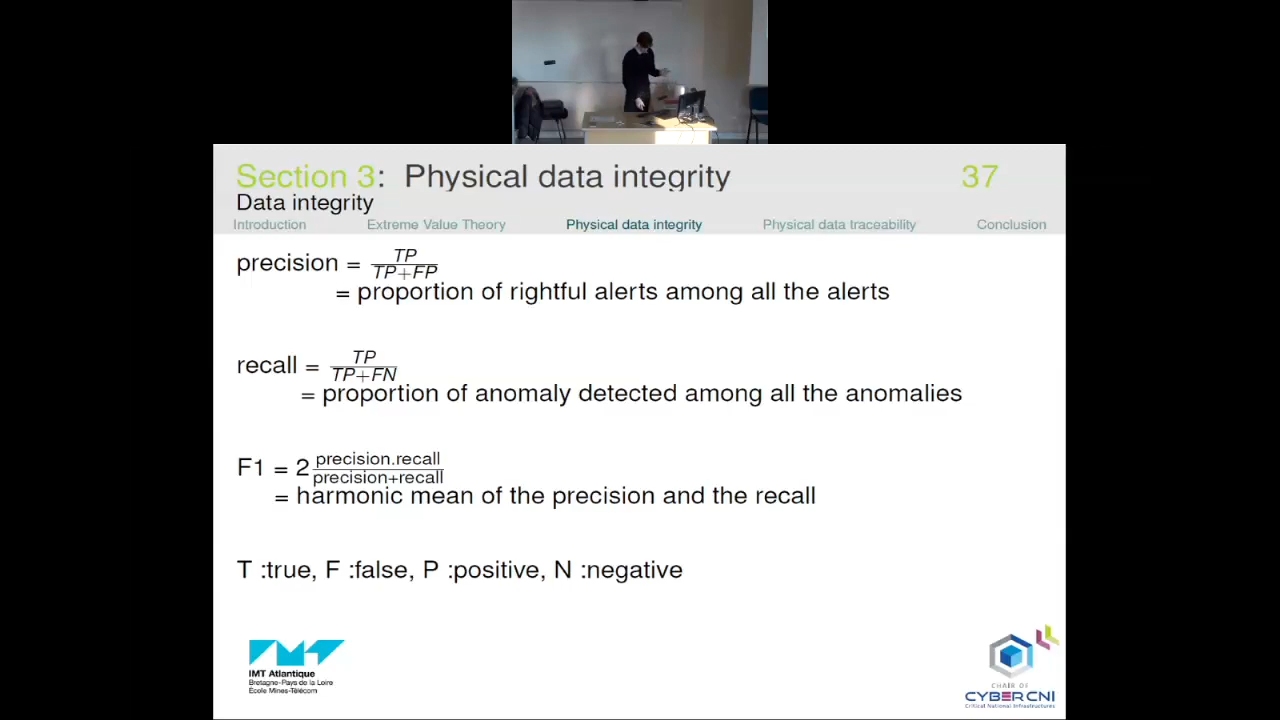 Section 3: Physical data integrity 37
Data integrity
Introduction Extreme Value Theory Physical data integrity Physical data traceability Conclusion
precision = TP / TP+FP
= proportion of rightful alerts among all the alerts
recall = TP / TP+FN
= proportion of anomaly detected among all the anomalies
F1 = 2 precision.recall / precision+recall
= harmonic mean of the precision and the recall
T :true, F :false, P :positive, N :negative
IMT Atlantique
Bretagne-Pays de la Loire
École Mines-Télécom
CHAIR OF
CYBERCNI
Critical National Infrastructures